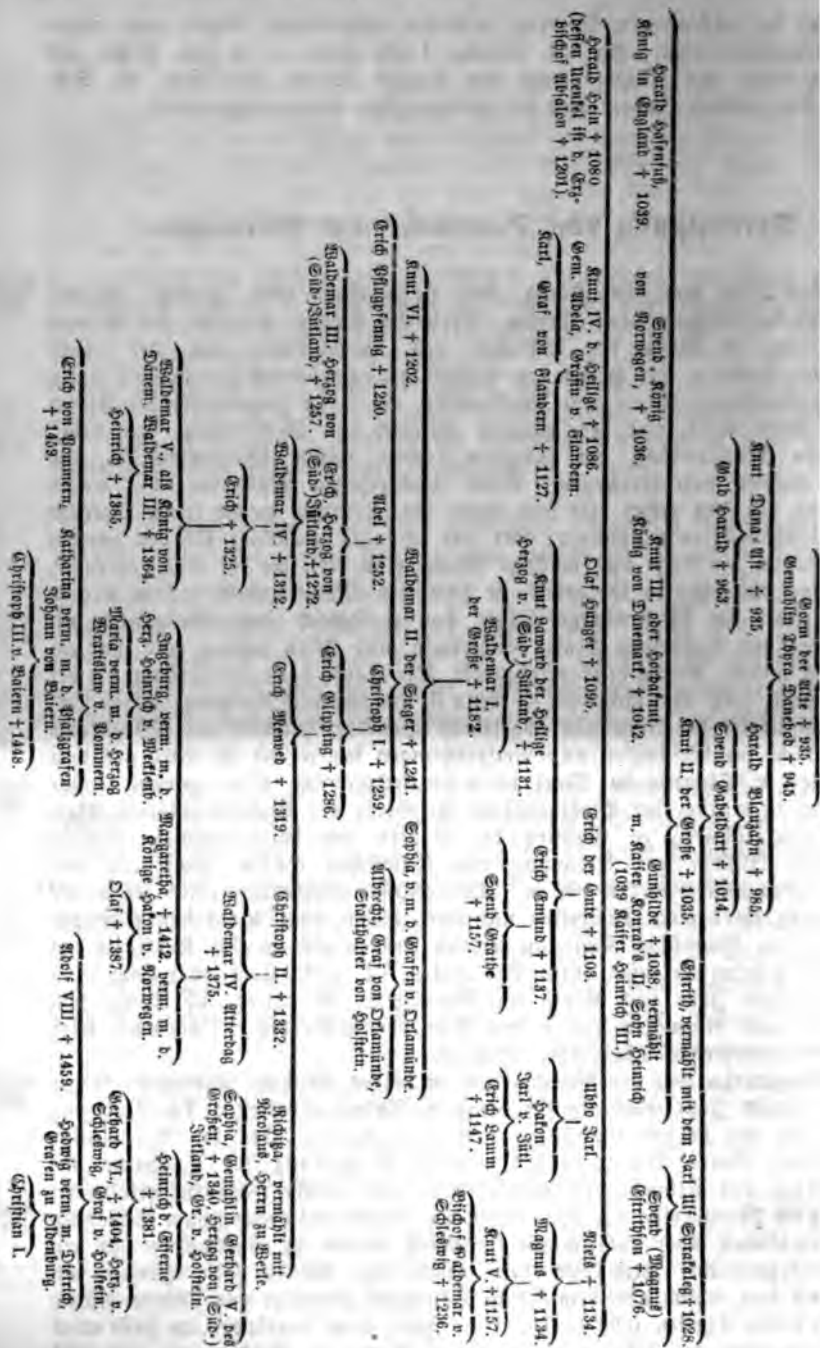 Gorm der Alte † 935.
Gemahlin Thyra Danebod † 945.
Knut Dana-Ast † 935.
Harald Blauzahn † 986.
Gold Harald † 963.
Svend Gabelbart † 1014.
Knut II. der Große † 1035.
Estrith, vermählt mit dem Jarl Ulf Sprakaleg † 1028.
Harald Hasenfuß,
König in England † 1039.
Svend, König
von Norwegen, † 1036.
Knut III. oder Hordaknut,
König von Dänemark, † 1042.
Gunhilde † 1038, vermählt
m. Kaiser Konrad's II. Sohn Heinrich
(1039 Kaiser Heinrich III.)
Svend (Magnus)
Estrithson † 1076.
Harald Hein † 1080
(dessen Urenkel ist d. Erz-
bischof Absalon † 1201).
Knut IV. d. Heilige † 1086.
Gem. Adela, Gräfin v. Flandern.
Olaf Hunger † 1095.
Erich der Gute † 1103.
Ubbo Jarl.
Niels † 1134.
Karl, Graf von Flandern † 1127.
Knut Laward der Heilige
Herzog v. (Süd-)Jütland, † 1131.
Erich Emund † 1137.
Hakon
Jarl v. Jütl.
Magnus † 1134.
Waldemar I.
der Große † 1182.
Svend Grathe
† 1157.
Erich Lamm
† 1147.
Knut V. † 1157.
Bischof Waldemar v.
Schleswig † 1236.
Knut VI. † 1202.
Waldemar II. der Sieger † 1241.
Sophia, v. m. d. Grafen v. Orlamünde.
Erich Pflugpfennig † 1250.
Abel † 1252.
Christoph I. † 1259.
Albrecht, Graf von Orlamünde,
Statthalter von Holstein.
Waldemar III. Herzog von
(Süd-)Jütland, † 1257.
Erich, Herzog von
(Süd-)Jütland, † 1272.
Erich Glipping † 1286.
Waldemar IV. † 1312.
Erich Menved † 1319.
Christoph II. † 1332.
Richiza, vermählt mit
Nicolaus, Herren zu Werle.
Erich † 1325.
Waldemar IV. Atterdag
† 1375.
Sophia, Gemahlin Gerhard V. des
Großen, † 1340, Herzog von (Süd-)
Jütland, Gr. v. Holstein.
Waldemar V., als König von
Dänem. Waldemar III. † 1364.
Ingeburg, verm. m. d.
Herz. Heinrich v. Mecklenb.
Margaretha, † 1412, verm. m. d.
Könige Hakon v. Norwegen.
Heinrich d. Eiserne
† 1381.
Heinrich † 1385.
Maria verm. m. d. Herzog
Wratislaw v. Pommern.
Olaf † 1387.
Gerhard VI., † 1404, Herz. v.
Schleswig, Graf v. Holstein.
Erich von Pommern,
† 1459.
Katharina verm. m. d. Pfalzgrafen
Johann von Baiern.
Adolf VIII. † 1459.
Hedwig verm. m. Dietrich,
Grafen zu Oldenburg.
Christoph III. v. Baiern † 1448.
Christian I.